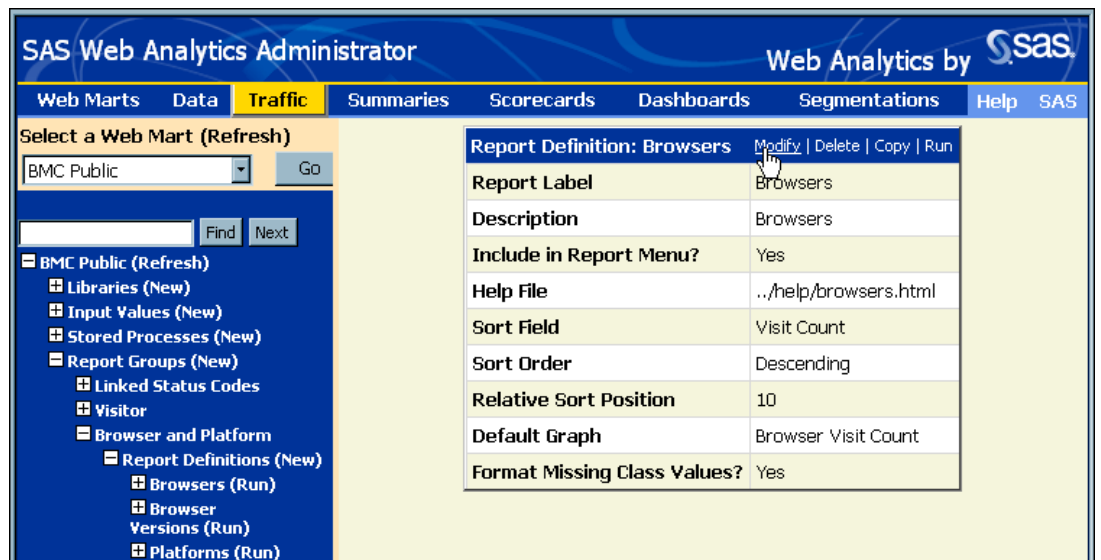 SAS Web Analytics Administrator
Web Analytics by sas.
Web Marts Data Traffic Summaries Scorecards Dashboards Segmentations Help SAS
Select a Web Mart (Refresh)
BMC Public Go
Find Next
BMC Public (Refresh)
Libraries (New)
Input Values (New)
Stored Processes (New)
Report Groups (New)
Linked Status Codes
Visitor
Browser and Platform
Report Definitions (New)
Browsers (Run)
Browser
Versions (Run)
Platforms (Run)
Report Definition: Browsers Modify | Delete | Copy | Run
Report Label Browsers
Description Browsers
Include in Report Menu? Yes
Help File ../help/browsers.html
Sort Field Visit Count
Sort Order Descending
Relative Sort Position 10
Default Graph Browser Visit Count
Format Missing Class Values? Yes